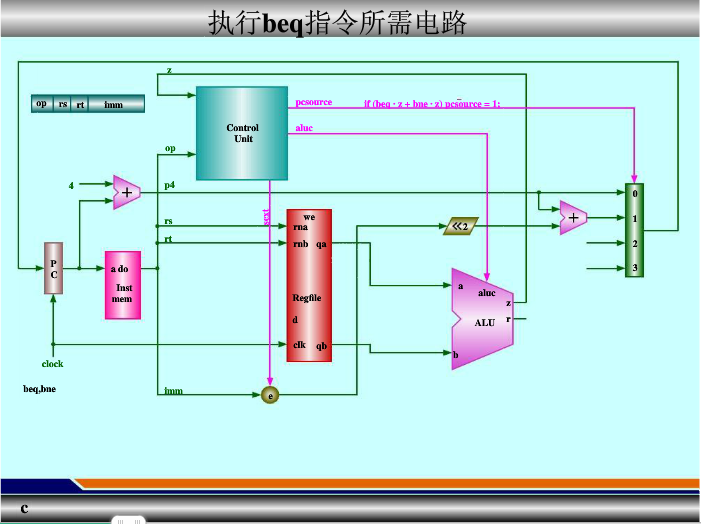 执行beq指令所需电路
z
op rs rt imm
pcsource if (beq · z + bne · z̅) pcsource = 1;
Control
Unit
aluc
op
4
+
p4
0
sext
we
rs
rna
≪2
+
1
rt
rnb qa
2
P
C
a do
3
Inst
mem
a
aluc
Regfile
z
d
ALU
r
clk qb
b
clock
beq,bne
imm
e
c